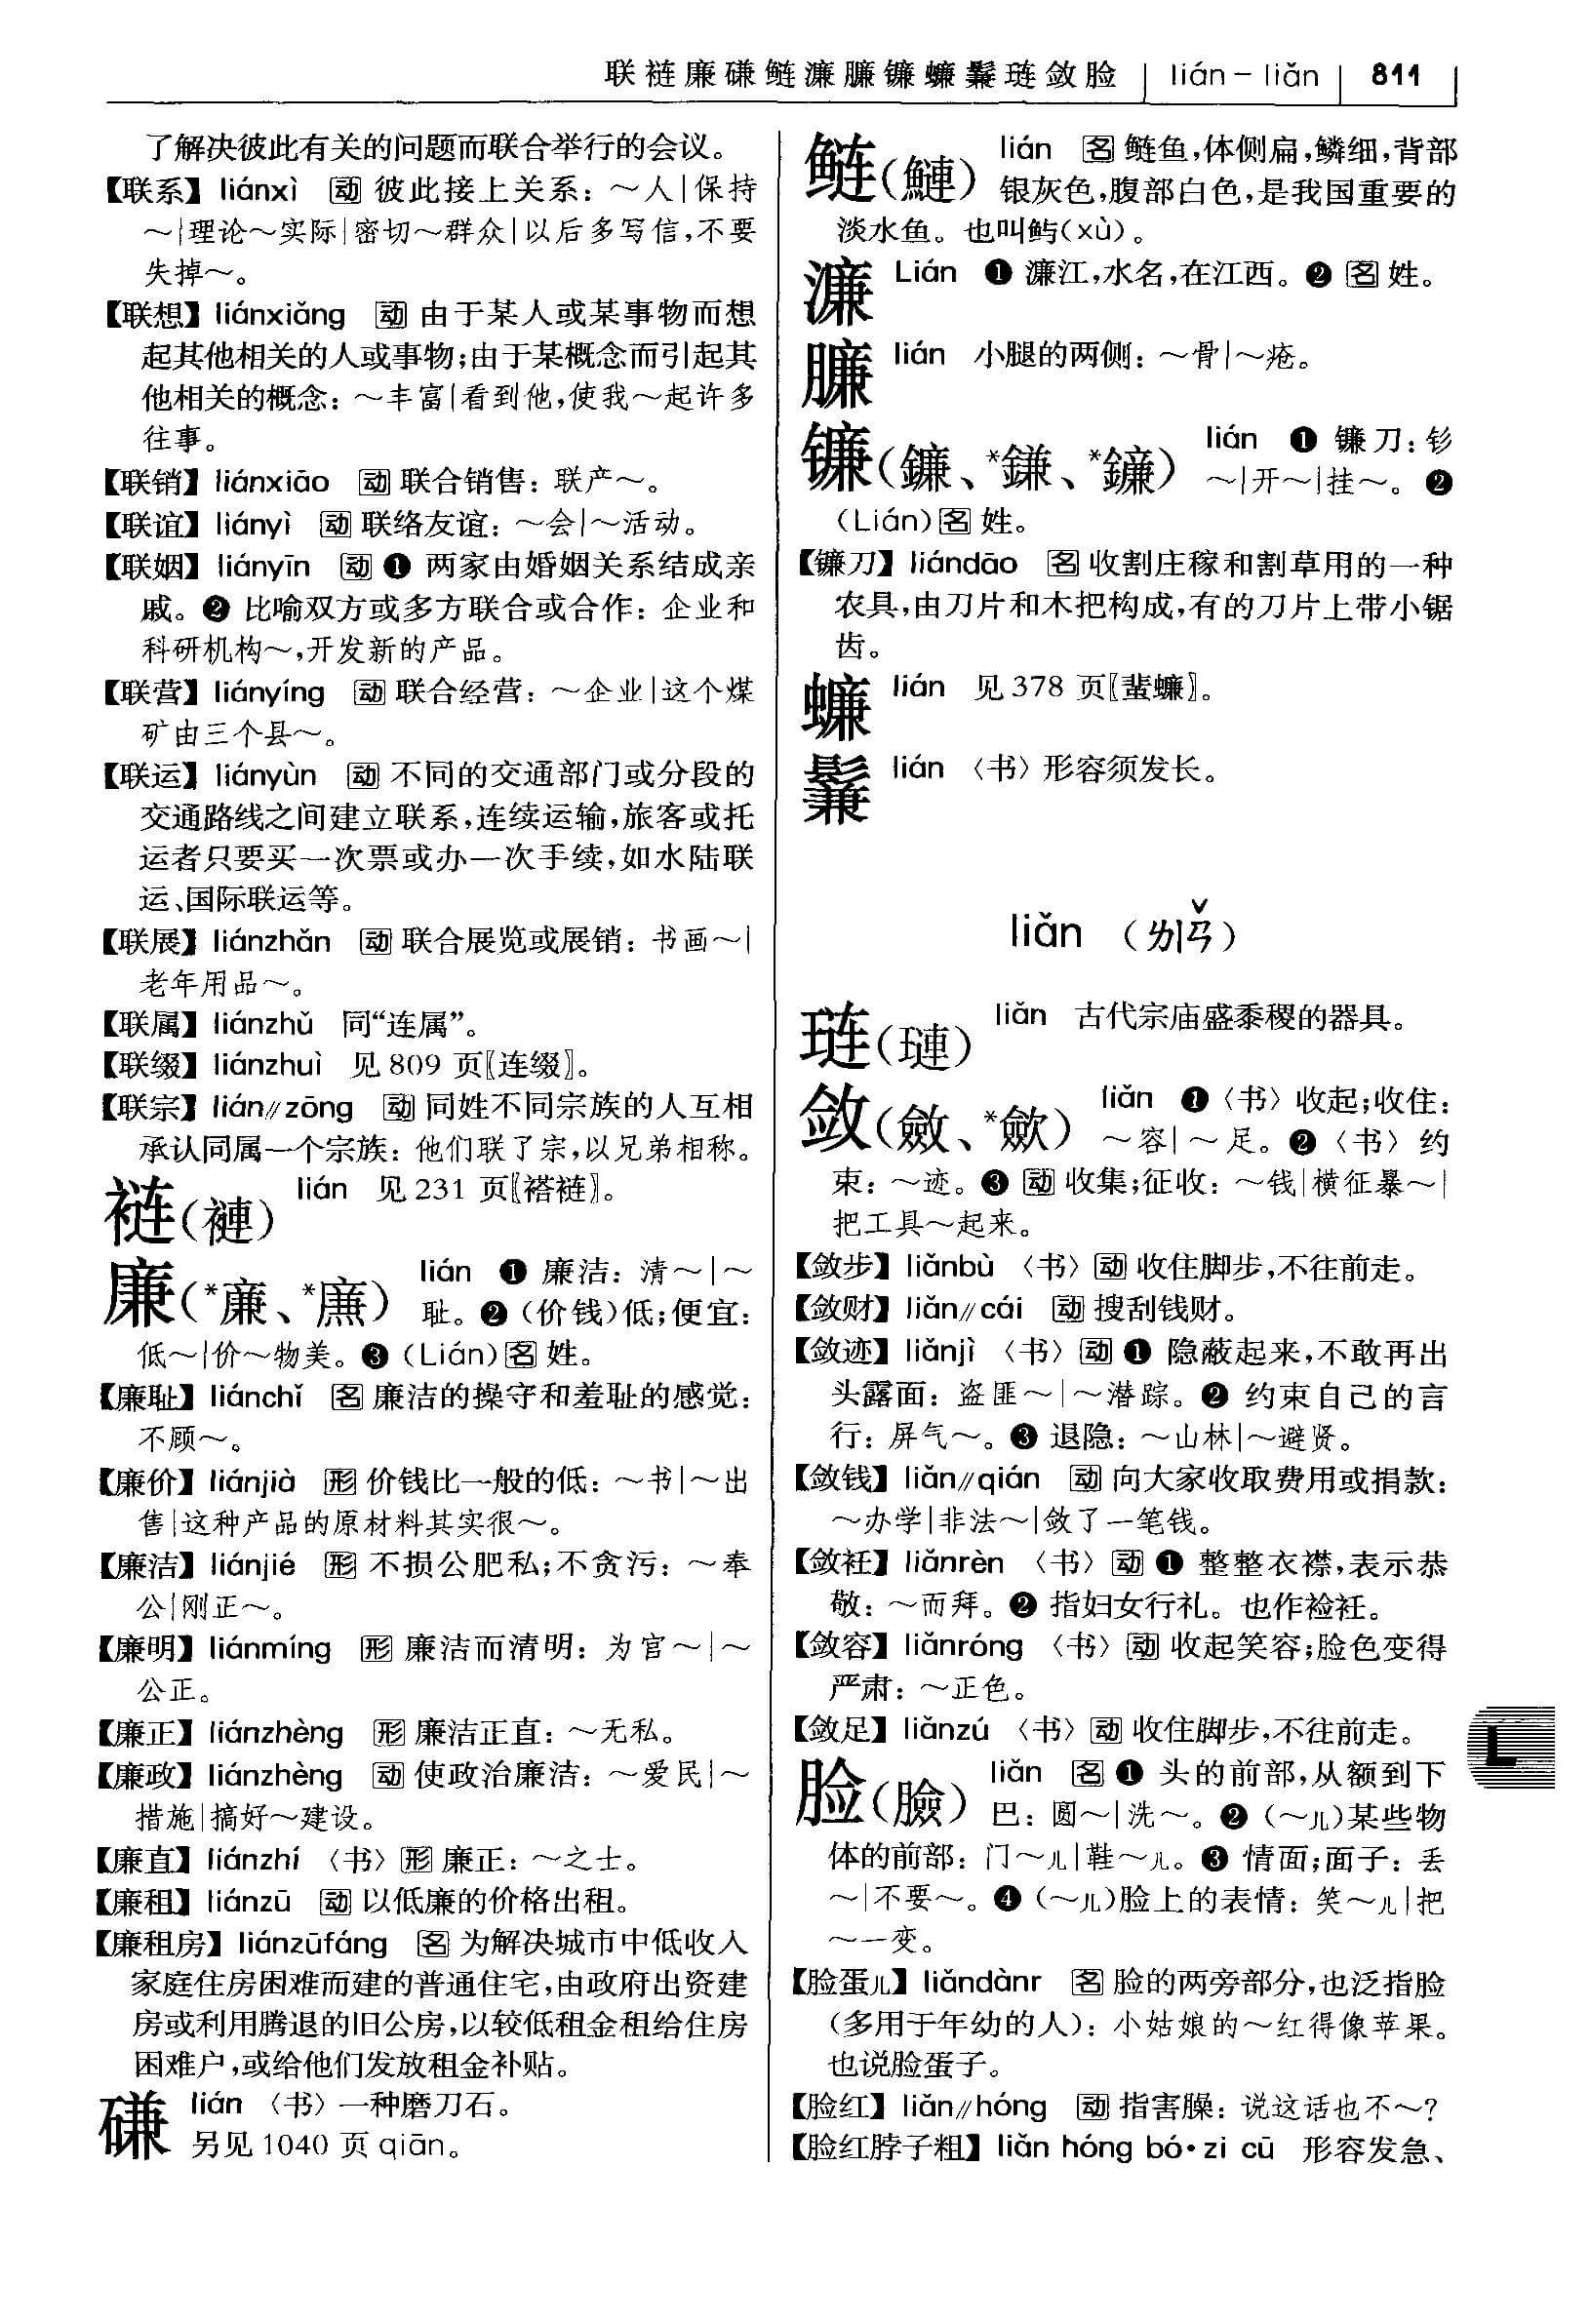 联裢廉磏鲢濂臁镰蠊鬑琏敛脸 lián－liǎn 811
了解决彼此有关的问题而联合举行的会议。
【联系】liánxì 动 彼此接上关系：～人|保持
～|理论～实际|密切～群众|以后多写信，不要
失掉～。
【联想】liánxiǎng 动 由于某人或某事物而想
起其他相关的人或事物；由于某概念而引起其
他相关的概念：～丰富|看到他，使我～起许多
往事。
【联销】liánxiāo 动 联合销售：联产～。
【联谊】liányì 动 联络友谊：～会|～活动。
【联姻】liányīn 动 ❶ 两家由婚姻关系结成亲
戚。❷ 比喻双方或多方联合或合作：企业和
科研机构～，开发新的产品。
【联营】liányíng 动 联合经营：～企业|这个煤
矿由三个县～。
【联运】liányùn 动 不同的交通部门或分段的
交通路线之间建立联系，连续运输，旅客或托
运者只要买一次票或办一次手续，如水陆联
运、国际联运等。
【联展】liánzhǎn 动 联合展览或展销：书画～|
老年用品～。
【联属】liánzhǔ 同“连属”。
【联缀】liánzhuì 见 809 页〖连缀〗。
【联宗】lián//zōng 动 同姓不同宗族的人互相
承认同属一个宗族：他们联了宗，以兄弟相称。
裢（褳） lián 见 231 页〖褡裢〗。
廉（*亷、*㢘） lián ❶ 廉洁：清～|～
耻。❷（价钱）低；便宜：
低～|价～物美。❸（Lián）名 姓。
【廉耻】liánchǐ 名 廉洁的操守和羞耻的感觉：
不顾～。
【廉价】liánjià 形 价钱比一般的低：～书|～出
售|这种产品的原材料其实很～。
【廉洁】liánjié 形 不损公肥私；不贪污：～奉
公|刚正～。
【廉明】liánmíng 形 廉洁而清明：为官～|～
公正。
【廉正】liánzhèng 形 廉洁正直：～无私。
【廉政】liánzhèng 动 使政治廉洁：～爱民|～
措施|搞好～建设。
【廉直】liánzhí〈书〉形 廉正：～之士。
【廉租】liánzū 动 以低廉的价格出租。
【廉租房】liánzūfáng 名 为解决城市中低收入
家庭住房困难而建的普通住宅，由政府出资建
房或利用腾退的旧公房，以较低租金租给住房
困难户，或给他们发放租金补贴。
磏 lián〈书〉一种磨刀石。
另见 1040 页 qiān。
鲢（鰱） lián 名 鲢鱼，体侧扁，鳞细，背部
银灰色，腹部白色，是我国重要的
淡水鱼。也叫鱮（xù）。
濂 Lián ❶ 濂江，水名，在江西。❷ 名 姓。
臁 lián 小腿的两侧：～骨|～疮。
镰（鐮、*鎌、*鐮） lián ❶ 镰刀：钐
～|开～|挂～。❷
（Lián）名 姓。
【镰刀】liándāo 名 收割庄稼和割草用的一种
农具，由刀片和木把构成，有的刀片上带小锯
齿。
蠊 lián 见 378 页〖蜚蠊〗。
鬑 lián〈书〉形容须发长。
liǎn （ㄌㄧㄢˇ）
琏（璉） liǎn 古代宗庙盛黍稷的器具。
敛（斂、*歛） liǎn ❶〈书〉收起；收住：
～容|～足。❷〈书〉约
束：～迹。❸ 动 收集；征收：～钱|横征暴～|
把工具～起来。
【敛步】liǎnbù〈书〉动 收住脚步，不往前走。
【敛财】liǎn//cái 动 搜刮钱财。
【敛迹】liǎnjì〈书〉动 ❶ 隐蔽起来，不敢再出
头露面：盗匪～|～潜踪。❷ 约束自己的言
行：屏气～。❸ 退隐：～山林|～避贤。
【敛钱】liǎn//qián 动 向大家收取费用或捐款：
～办学|非法～|敛了一笔钱。
【敛衽】liǎnrèn〈书〉动 ❶ 整整衣襟，表示恭
敬：～而拜。❷ 指妇女行礼。也作裣衽。
【敛容】liǎnróng〈书〉动 收起笑容；脸色变得
严肃：～正色。
【敛足】liǎnzú〈书〉动 收住脚步，不往前走。
脸（臉） liǎn 名 ❶ 头的前部，从额到下
巴：圆～|洗～。❷（～儿）某些物
体的前部：门～儿|鞋～儿。❸ 情面；面子：丢
～|不要～。❹（～儿）脸上的表情：笑～儿|把
～一变。
【脸蛋儿】liǎndànr 名 脸的两旁部分，也泛指脸
（多用于年幼的人）：小姑娘的～红得像苹果。
也说脸蛋子。
【脸红】liǎn//hóng 动 指害臊：说这话也不～？
【脸红脖子粗】liǎn hóng bó·zi cū 形容发急、
L